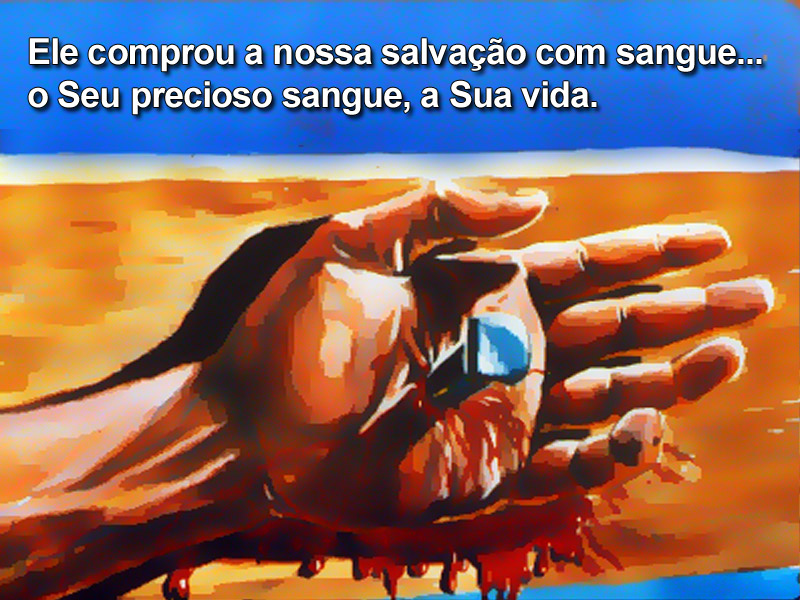 Ele comprou a nossa salvação com sangue...
o Seu precioso sangue, a Sua vida.